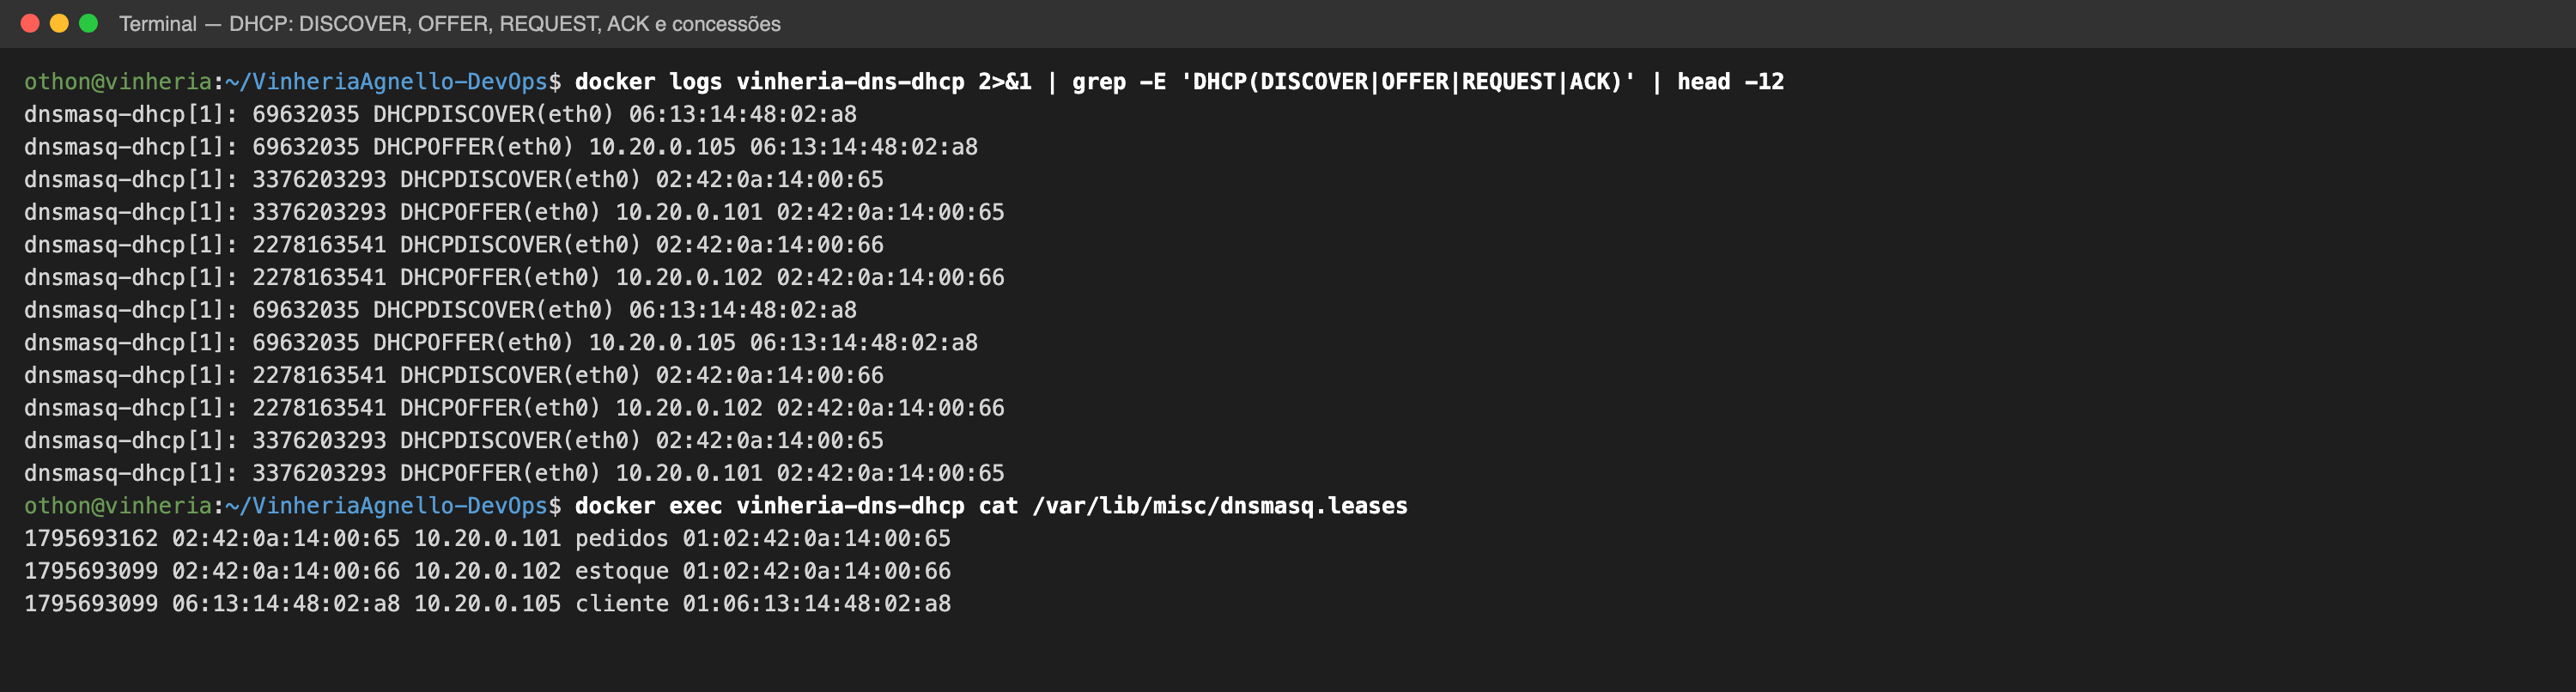 Terminal — DHCP: DISCOVER, OFFER, REQUEST, ACK e concessões
othon@vinheria:~/VinheriaAgnello-DevOps$ docker logs vinheria-dns-dhcp 2>&1 | grep -E 'DHCP(DISCOVER|OFFER|REQUEST|ACK)' | head -12
dnsmasq-dhcp[1]: 69632035 DHCPDISCOVER(eth0) 06:13:14:48:02:a8
dnsmasq-dhcp[1]: 69632035 DHCPOFFER(eth0) 10.20.0.105 06:13:14:48:02:a8
dnsmasq-dhcp[1]: 3376203293 DHCPDISCOVER(eth0) 02:42:0a:14:00:65
dnsmasq-dhcp[1]: 3376203293 DHCPOFFER(eth0) 10.20.0.101 02:42:0a:14:00:65
dnsmasq-dhcp[1]: 2278163541 DHCPDISCOVER(eth0) 02:42:0a:14:00:66
dnsmasq-dhcp[1]: 2278163541 DHCPOFFER(eth0) 10.20.0.102 02:42:0a:14:00:66
dnsmasq-dhcp[1]: 69632035 DHCPDISCOVER(eth0) 06:13:14:48:02:a8
dnsmasq-dhcp[1]: 69632035 DHCPOFFER(eth0) 10.20.0.105 06:13:14:48:02:a8
dnsmasq-dhcp[1]: 2278163541 DHCPDISCOVER(eth0) 02:42:0a:14:00:66
dnsmasq-dhcp[1]: 2278163541 DHCPOFFER(eth0) 10.20.0.102 02:42:0a:14:00:66
dnsmasq-dhcp[1]: 3376203293 DHCPDISCOVER(eth0) 02:42:0a:14:00:65
dnsmasq-dhcp[1]: 3376203293 DHCPOFFER(eth0) 10.20.0.101 02:42:0a:14:00:65
othon@vinheria:~/VinheriaAgnello-DevOps$ docker exec vinheria-dns-dhcp cat /var/lib/misc/dnsmasq.leases
1795693162 02:42:0a:14:00:65 10.20.0.101 pedidos 01:02:42:0a:14:00:65
1795693099 02:42:0a:14:00:66 10.20.0.102 estoque 01:02:42:0a:14:00:66
1795693099 06:13:14:48:02:a8 10.20.0.105 cliente 01:06:13:14:48:02:a8